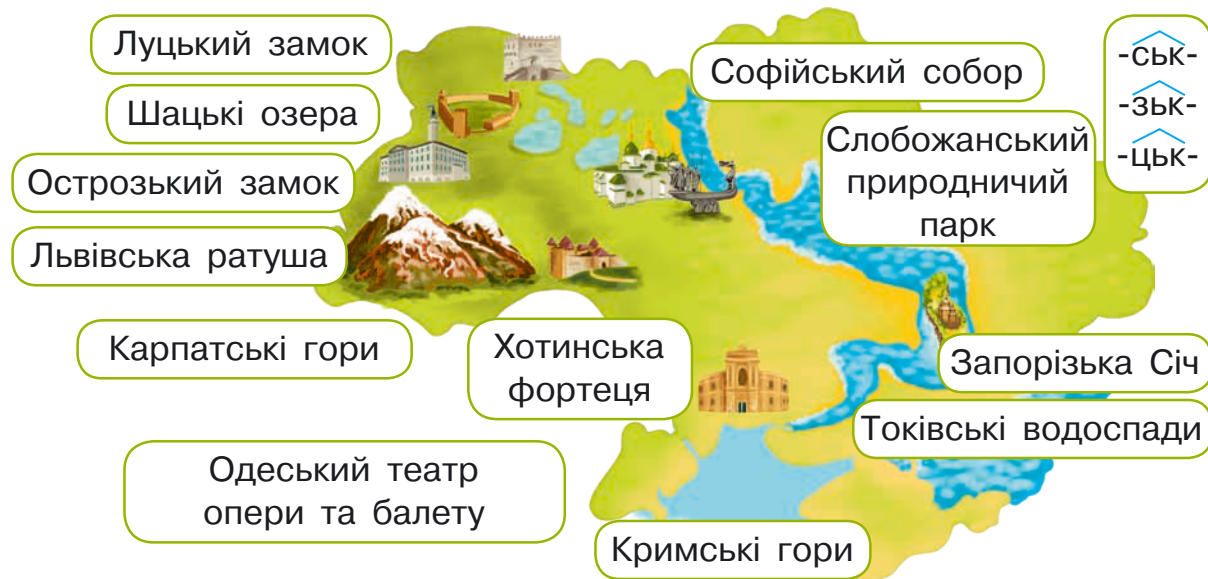 Луцький замок
Шацькі озера
Острозький замок
Львівська ратуша
Карпатські гори
Хотинська
фортеця
Одеський театр
опери та балету
Кримські гори
Софійський собор
Слобожанський
природничий
парк
Запорізька Січ
Токівські водоспади
-ськ-
-зьк-
-цьк-